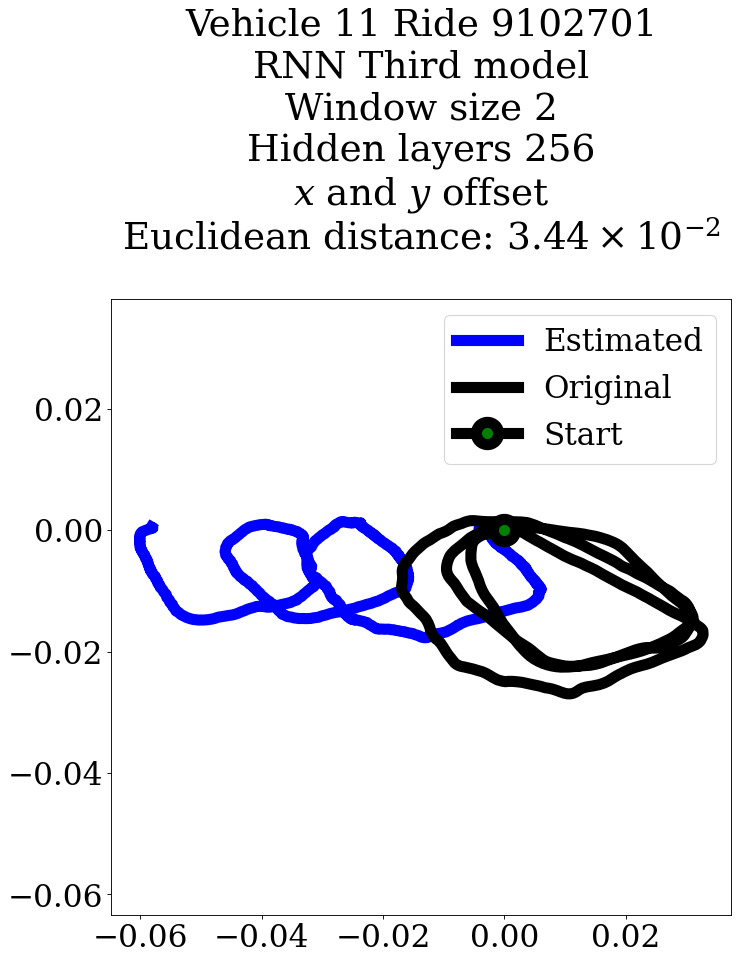 Vehicle 11 Ride 9102701
RNN Third model
Window size 2
Hidden layers 256
x and y offset
Euclidean distance: 3.44 × 10⁻²
Estimated
Original
Start
0.02
0.00
−0.02
−0.04
−0.06
−0.06 −0.04 −0.02 0.00 0.02